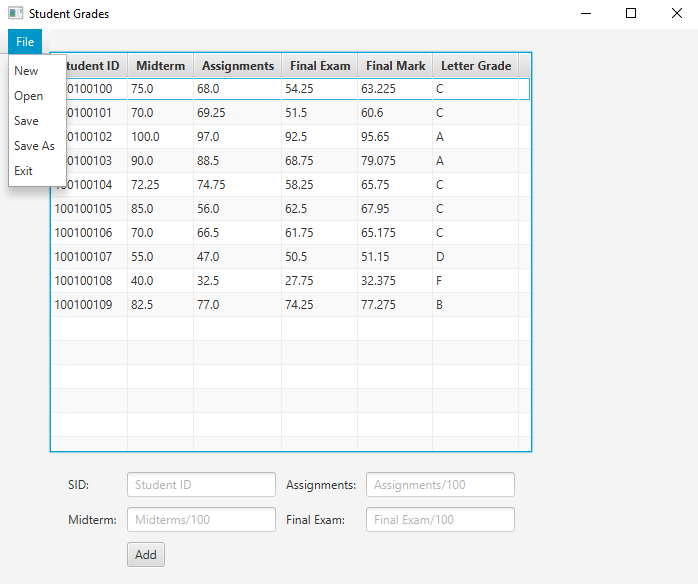 Student Grades
File
New
Open
Save
Save As
Exit
tudent ID Midterm Assignments Final Exam Final Mark Letter Grade
0100100 75.0 68.0 54.25 63.225 C
0100101 70.0 69.25 51.5 60.6 C
0100102 100.0 97.0 92.5 95.65 A
0100103 90.0 88.5 68.75 79.075 A
0100104 72.25 74.75 58.25 65.75 C
100100105 85.0 56.0 62.5 67.95 C
100100106 70.0 66.5 61.75 65.175 C
100100107 55.0 47.0 50.5 51.15 D
100100108 40.0 32.5 27.75 32.375 F
100100109 82.5 77.0 74.25 77.275 B
SID: Student ID Assignments: Assignments/100
Midterm: Midterms/100 Final Exam: Final Exam/100
Add